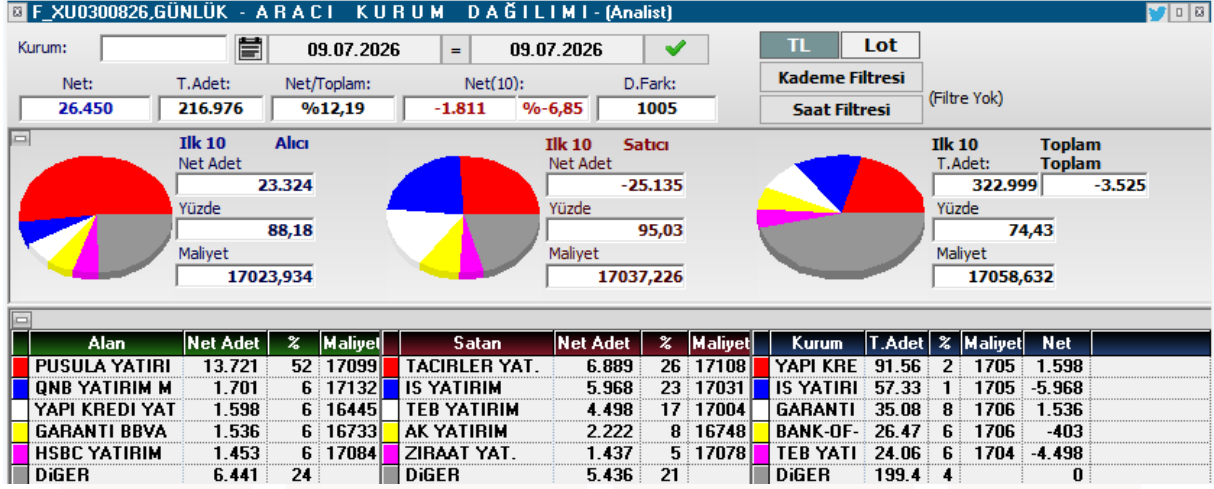 F_XU0300826,GÜNLÜK - ARACI KURUM DAĞILIMI - (Analist)
Kurum: 09.07.2026 = 09.07.2026 TL Lot
Net: T.Adet: Net/Toplam: Net(10): D.Fark: Kademe Filtresi
26.450 216.976 %12,19 -1.811 %-6,85 1005 Saat Filtresi (Filtre Yok)
Ilk 10 Alıcı Ilk 10 Satıcı Ilk 10 Toplam
Net Adet Net Adet T.Adet: Toplam
23.324 -25.135 322.999 -3.525
Yüzde Yüzde Yüzde
88,18 95,03 74,43
Maliyet Maliyet Maliyet
17023,934 17037,226 17058,632
Alan Net Adet % Maliyet Satan Net Adet % Maliyet Kurum T.Adet % Maliyet Net
PUSULA YATIRI 13.721 52 17099 TACIRLER YAT. 6.889 26 17108 YAPI KRE 91.56 2 1705 1.598
QNB YATIRIM M 1.701 6 17132 IS YATIRIM 5.968 23 17031 IS YATIRI 57.33 1 1705 -5.968
YAPI KREDI YAT 1.598 6 16445 TEB YATIRIM 4.498 17 17004 GARANTI 35.08 8 1706 1.536
GARANTI BBVA 1.536 6 16733 AK YATIRIM 2.222 8 16748 BANK-OF- 26.47 6 1706 -403
HSBC YATIRIM 1.453 6 17084 ZIRAAT YAT. 1.437 5 17078 TEB YATI 24.06 6 1704 -4.498
DiGER 6.441 24 DiGER 5.436 21 DiGER 199.4 4 0